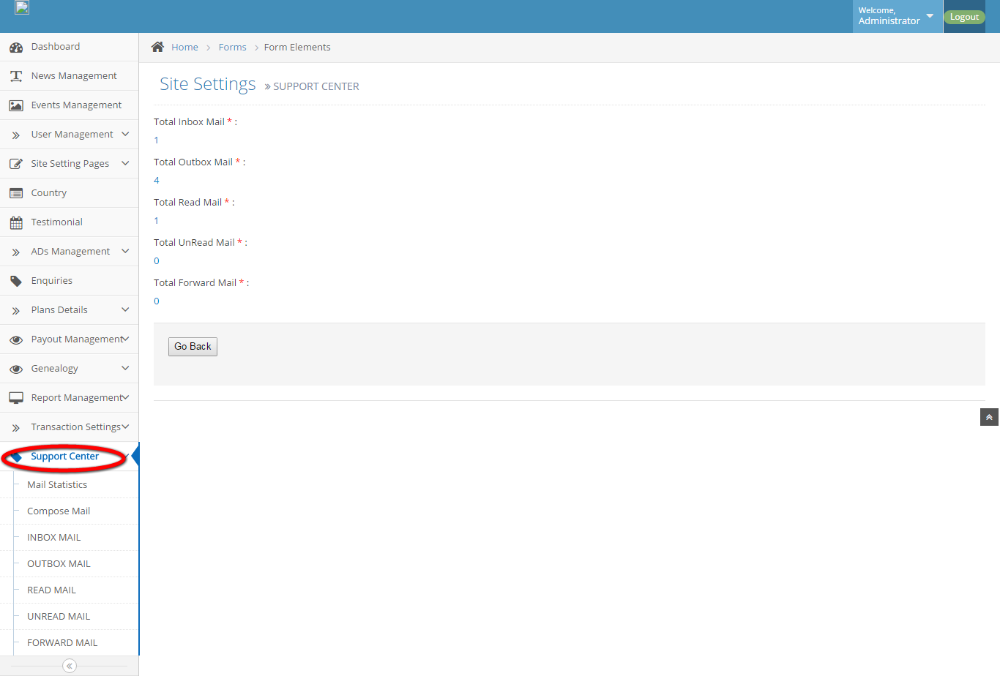 Welcome,
Administrator
Logout
Dashboard
News Management
Events Management
User Management
Site Setting Pages
Country
Testimonial
ADs Management
Enquiries
Plans Details
Payout Management
Genealogy
Report Management
Transaction Settings
Support Center
Mail Statistics
Compose Mail
INBOX MAIL
OUTBOX MAIL
READ MAIL
UNREAD MAIL
FORWARD MAIL
Home > Forms > Form Elements
Site Settings » SUPPORT CENTER
Total Inbox Mail * :
1
Total Outbox Mail * :
4
Total Read Mail * :
1
Total UnRead Mail * :
0
Total Forward Mail * :
0
Go Back